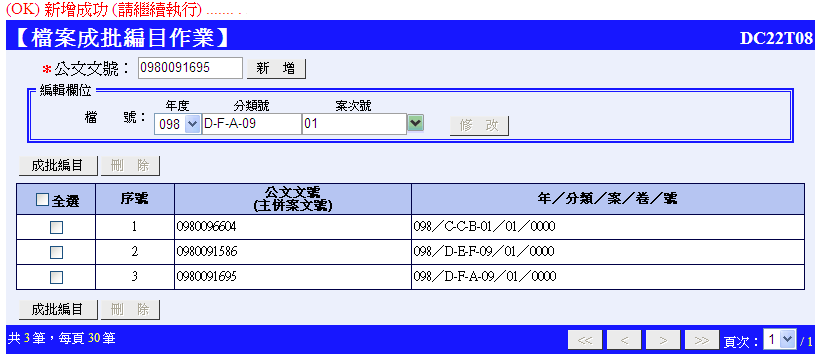 (OK) 新增成功 (請繼續執行) ....... .
【檔案成批編目作業】 DC22T08
*公文文號： 0980091695 新 增
編輯欄位
年度 分類號 案次號
檔 號： 098 D-F-A-09 01 修 改
成批編目 刪 除
全選 序號 公文文號 年／分類／案／卷／號
(主併案文號)
1 0980096604 098／C-C-B-01／01／0000
2 0980091586 098／D-E-F-09／01／0000
3 0980091695 098／D-F-A-09／01／0000
成批編目 刪 除
共 3 筆，每頁 30 筆 << < > >> 頁次： 1 / 1